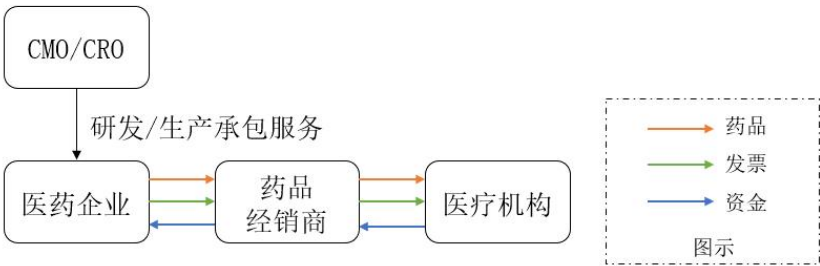 CMO/CRO
研发/生产承包服务
医药企业
药品
经销商
医疗机构
药品
发票
资金
图示